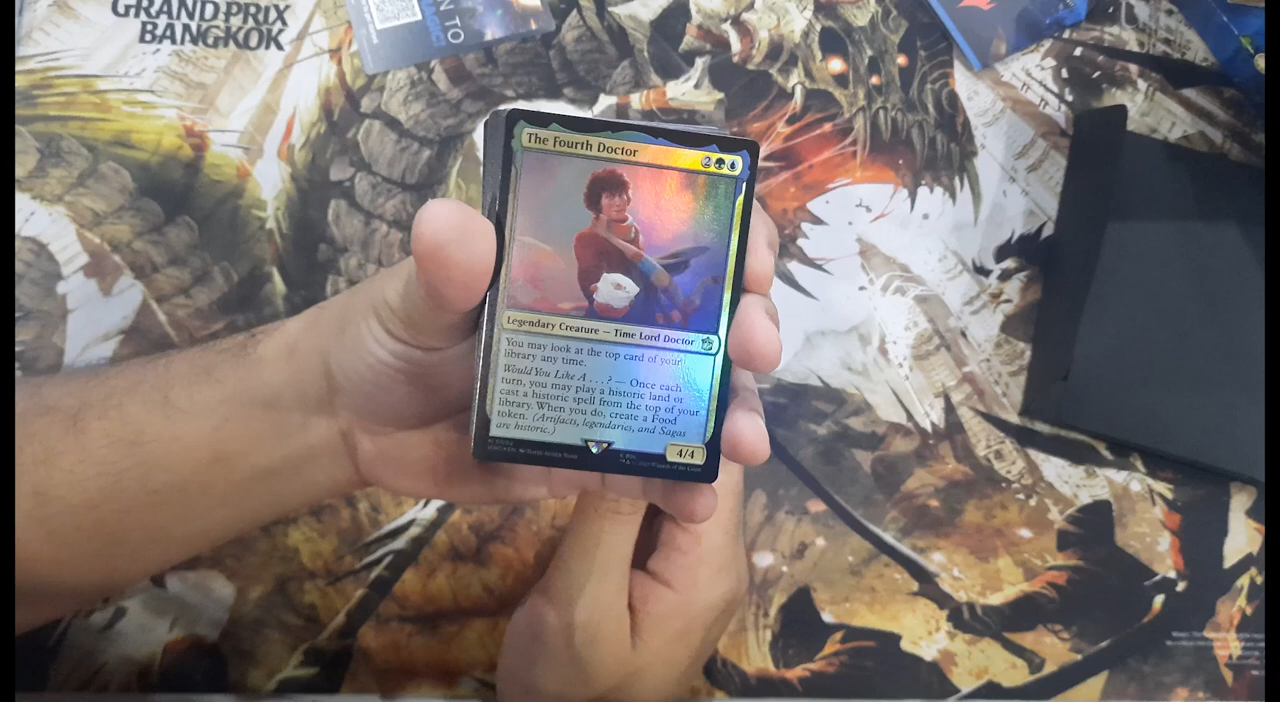 GRAND PRIX
BANGKOK
N TO
The Fourth Doctor
2
Legendary Creature — Time Lord Doctor
You may look at the top card of your
library any time.
Would You Like A . . . ? — Once each
turn, you may play a historic land or
cast a historic spell from the top of your
library. When you do, create a Food
token. (Artifacts, legendaries, and Sagas
are historic.)
4/4